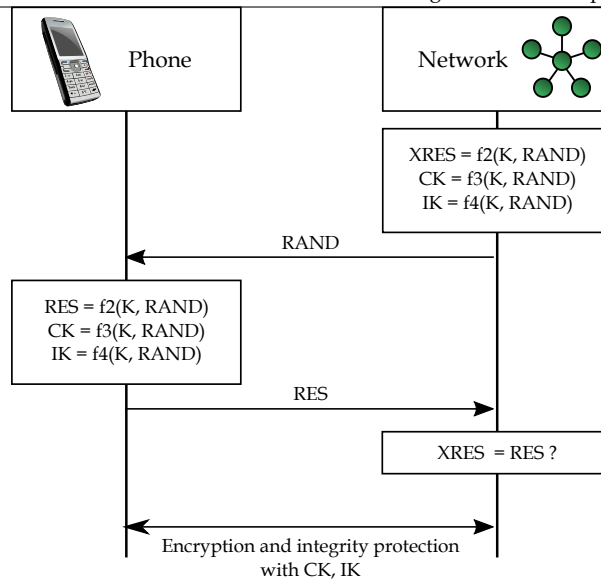 Phone
Network
XRES = f2(K, RAND)
CK = f3(K, RAND)
IK = f4(K, RAND)
RAND
RES = f2(K, RAND)
CK = f3(K, RAND)
IK = f4(K, RAND)
RES
XRES = RES ?
Encryption and integrity protection
with CK, IK